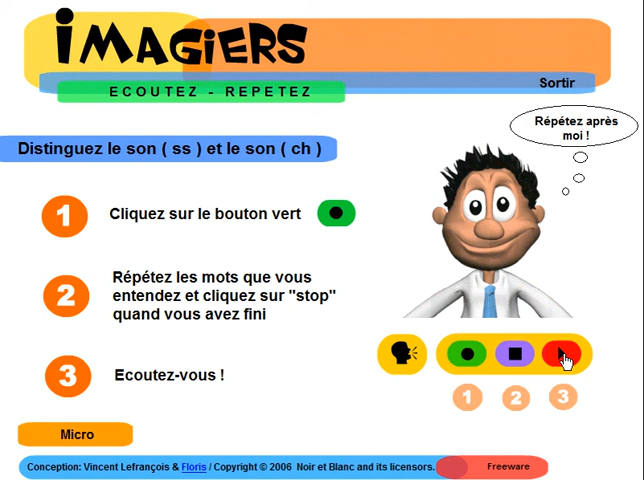 iMAGiERS
ECOUTEZ - REPETEZ
Sortir
Répétez après
moi !
Distinguez le son ( ss ) et le son ( ch )
1
Cliquez sur le bouton vert
2
Répétez les mots que vous
entendez et cliquez sur "stop"
quand vous avez fini
3
Ecoutez-vous !
1 2 3
Micro
Conception: Vincent Lefrançois & Floris / Copyright © 2006 Noir et Blanc and its licensors.
Freeware